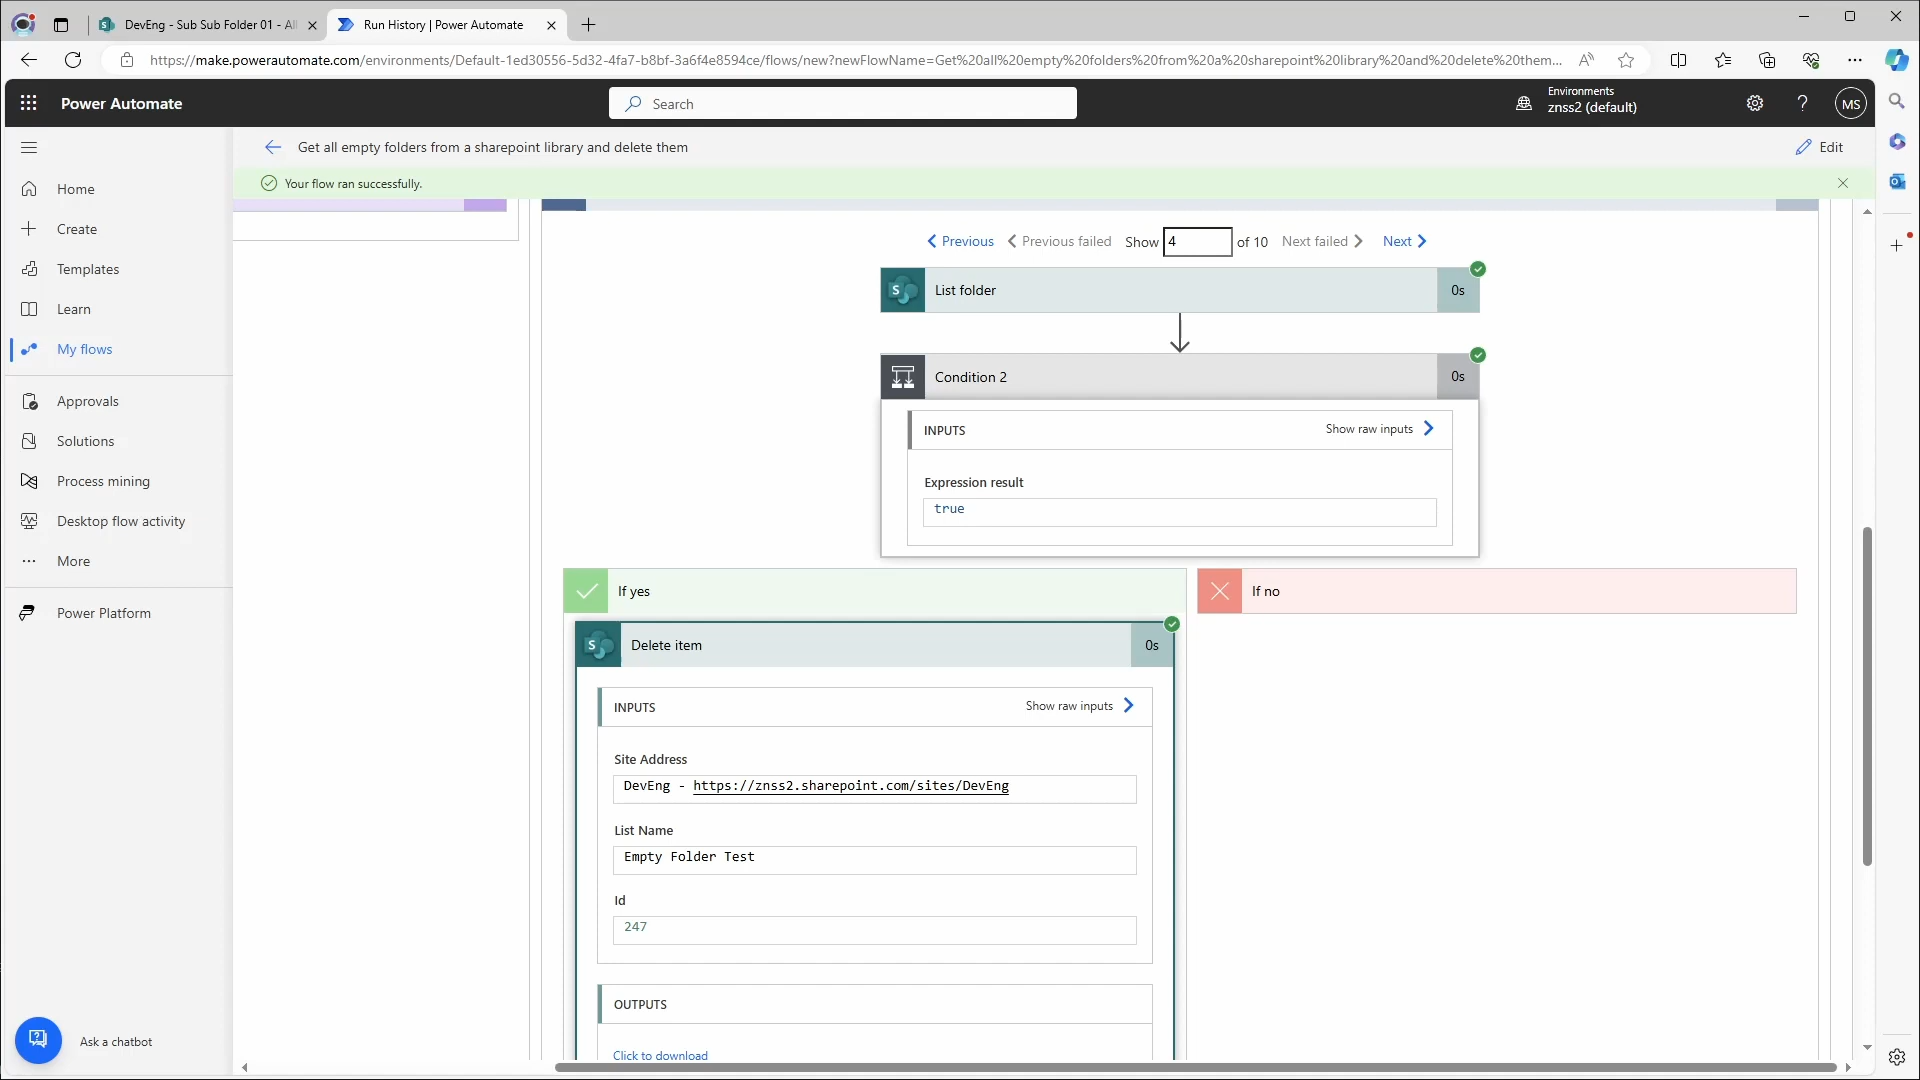 DevEng - Sub Sub Folder 01 - Al
Run History | Power Automate
https://make.powerautomate.com/environments/Default-1ed30556-5d32-4fa7-b8bf-3a6f4e8594ce/flows/new?newFlowName=Get%20all%20empty%20folders%20from%20a%20sharepoint%20library%20and%20delete%20them...
Power Automate
Search
Environments
znss2 (default)
?
MS
Get all empty folders from a sharepoint library and delete them
Edit
Your flow ran successfully.
Home
Create
Templates
Learn
My flows
Approvals
Solutions
Process mining
Desktop flow activity
More
Power Platform
Ask a chatbot
Previous
Previous failed
Show
4
of 10
Next failed
Next
S
List folder
0s
Condition 2
0s
INPUTS
Show raw inputs
Expression result
true
If yes
If no
S
Delete item
0s
INPUTS
Show raw inputs
Site Address
DevEng - https://znss2.sharepoint.com/sites/DevEng
List Name
Empty Folder Test
Id
247
OUTPUTS
Click to download